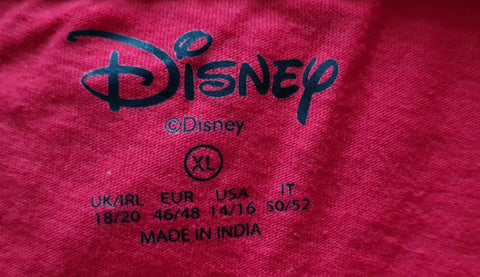 Disney
©Disney
XL
UK/IRL EUR USA IT
18/20 46/48 14/16 50/52
MADE IN INDIA